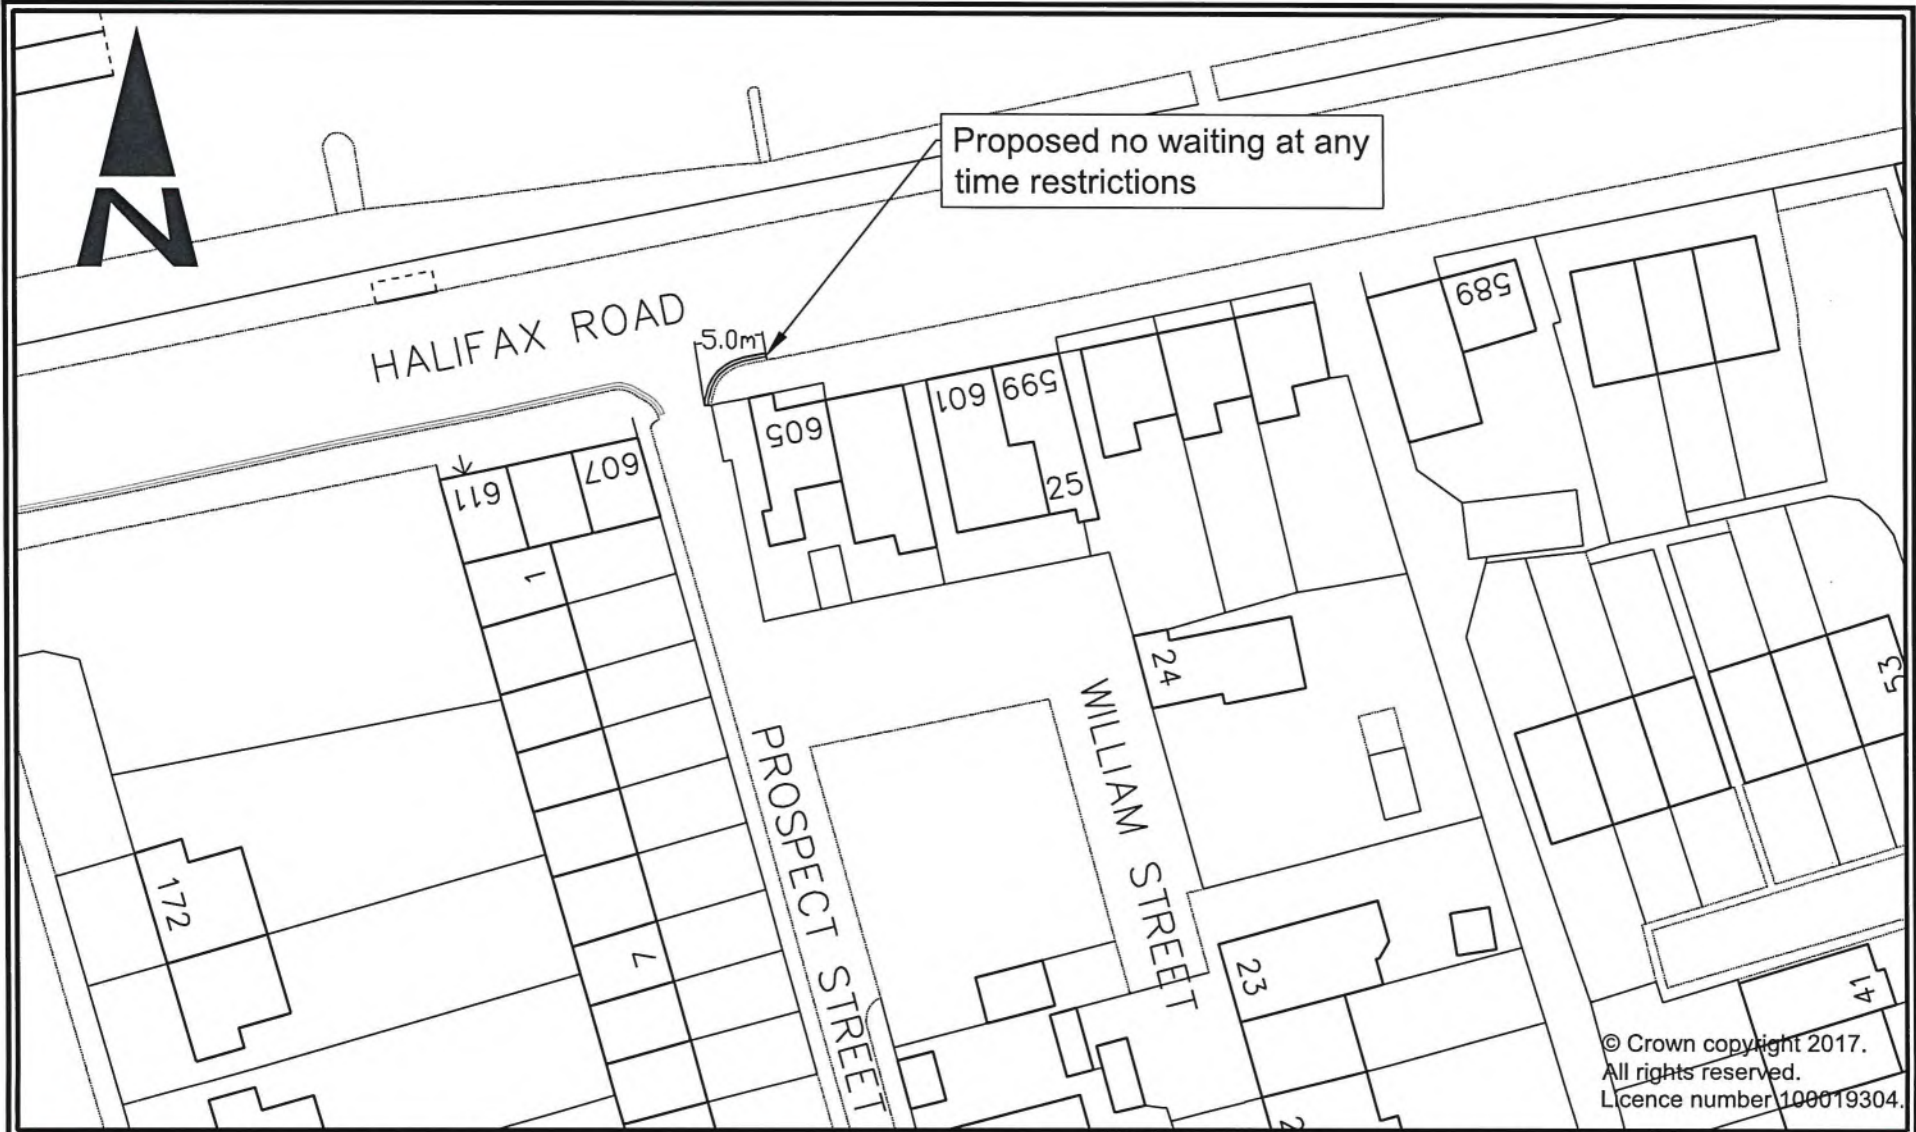 N
Proposed no waiting at any
time restrictions
HALIFAX ROAD
5.0m
589
605
601
599
25
611
607
1
24
53
PROSPECT STREET
WILLIAM STREET
172
7
23
41
2
© Crown copyright 2017.
All rights reserved.
Licence number 100019304.